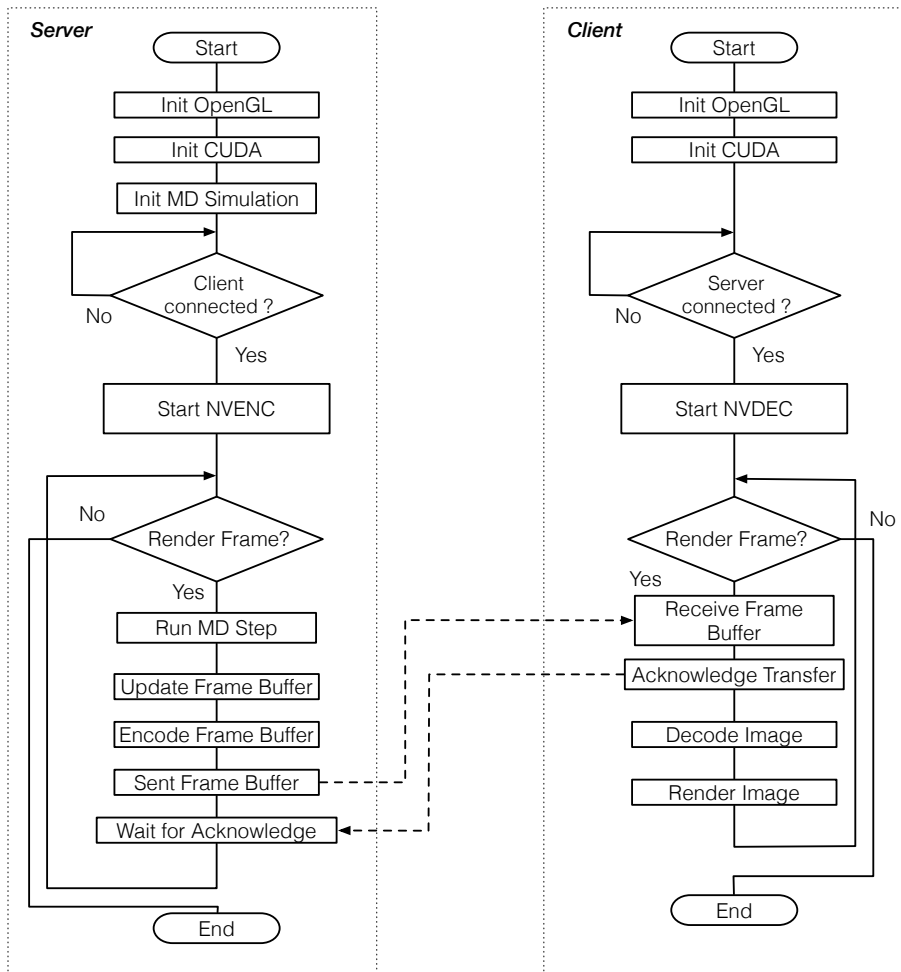 Server
Start
Init OpenGL
Init CUDA
Init MD Simulation
Client
connected ?
No
Yes
Start NVENC
No
Render Frame?
Yes
Run MD Step
Update Frame Buffer
Encode Frame Buffer
Sent Frame Buffer
Wait for Acknowledge
End
Client
Start
Init OpenGL
Init CUDA
Server
connected ?
No
Yes
Start NVDEC
Render Frame?
No
Yes
Receive Frame
Buffer
Acknowledge Transfer
Decode Image
Render Image
End